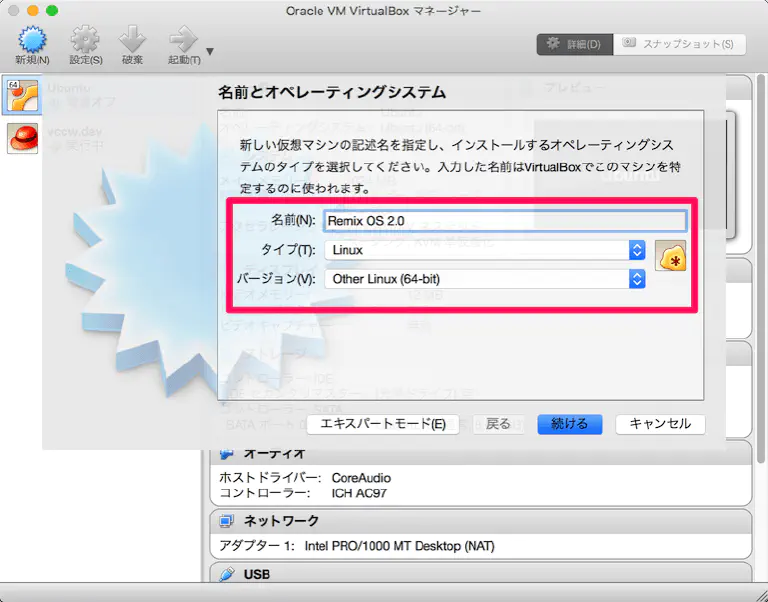 Oracle VM VirtualBox マネージャー
新規(N)
設定(S)
破棄
起動(T)
詳細(D)
スナップショット(S)
64
Ubuntu
電源オフ
vccw.dev
実行中
プレビュー
名前とオペレーティングシステム
新しい仮想マシンの記述名を指定し、インストールするオペレーティングシス
テムのタイプを選択してください。入力した名前はVirtualBoxでこのマシンを特
定するのに使われます。
名前(N):
Remix OS 2.0
タイプ(T):
Linux
バージョン(V):
Other Linux (64-bit)
エキスパートモード(E)
戻る
続ける
キャンセル
オーディオ
ホストドライバー: CoreAudio
コントローラー: ICH AC97
ネットワーク
アダプター 1: Intel PRO/1000 MT Desktop (NAT)
USB